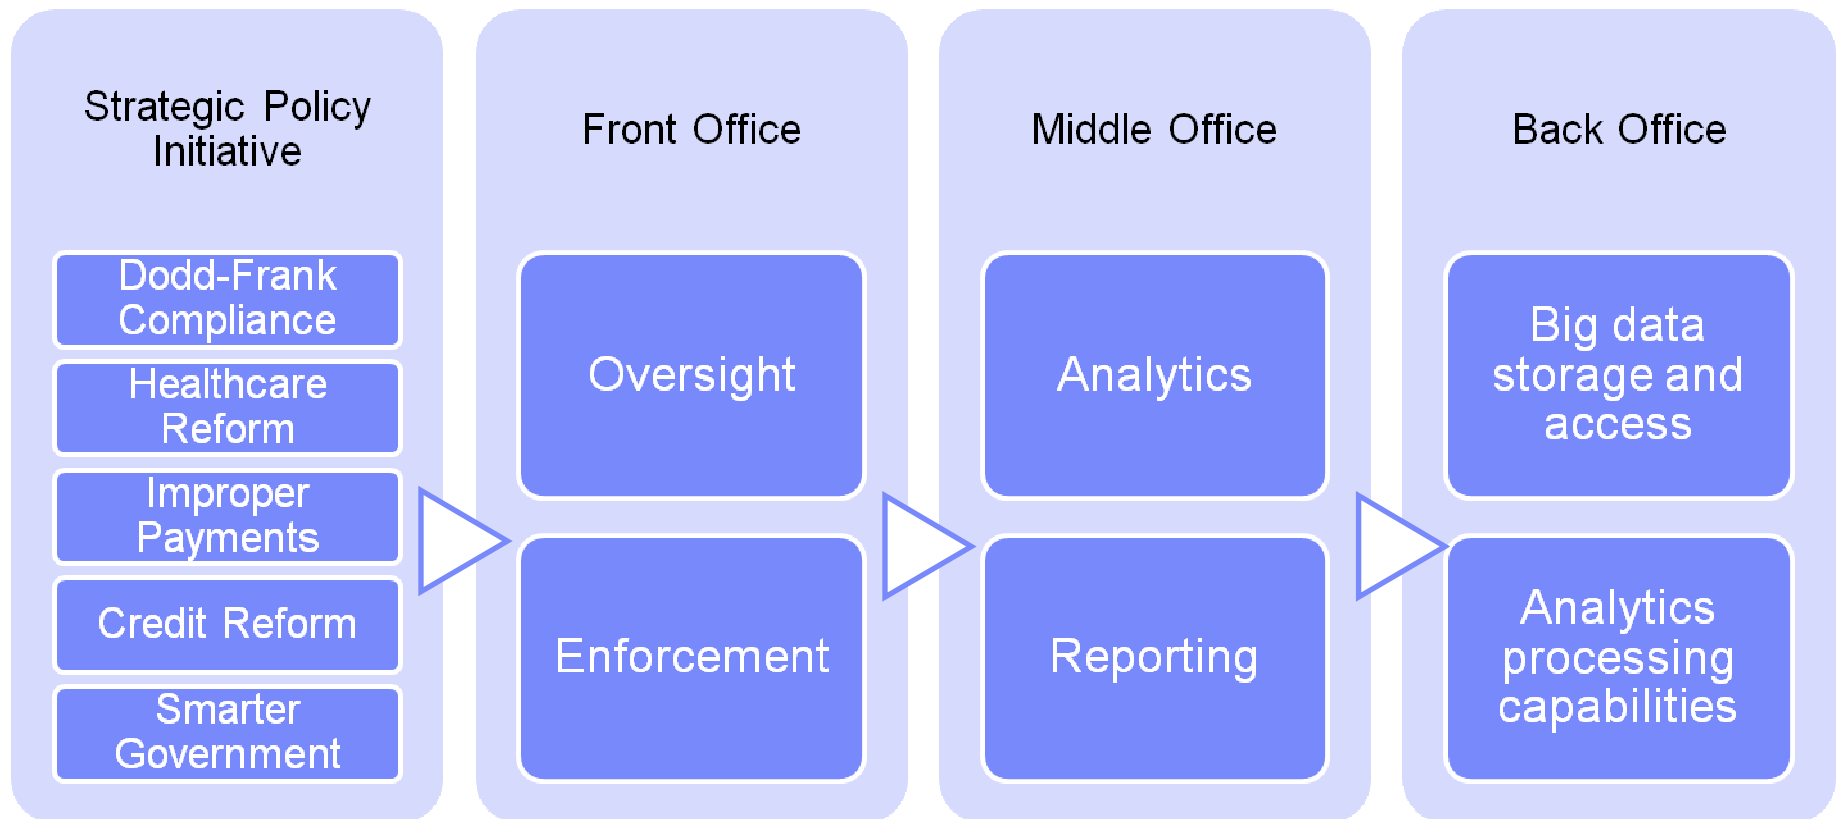 Strategic Policy
Initiative
Dodd-Frank
Compliance
Healthcare
Reform
Improper
Payments
Credit Reform
Smarter
Government
Front Office
Oversight
Enforcement
Middle Office
Analytics
Reporting
Back Office
Big data
storage and
access
Analytics
processing
capabilities